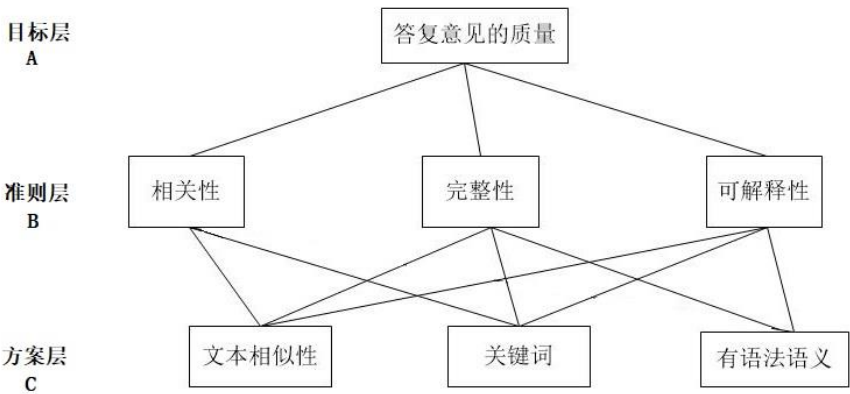 目标层
A
答复意见的质量
准则层
B
相关性
完整性
可解释性
方案层
C
文本相似性
关键词
有语法语义